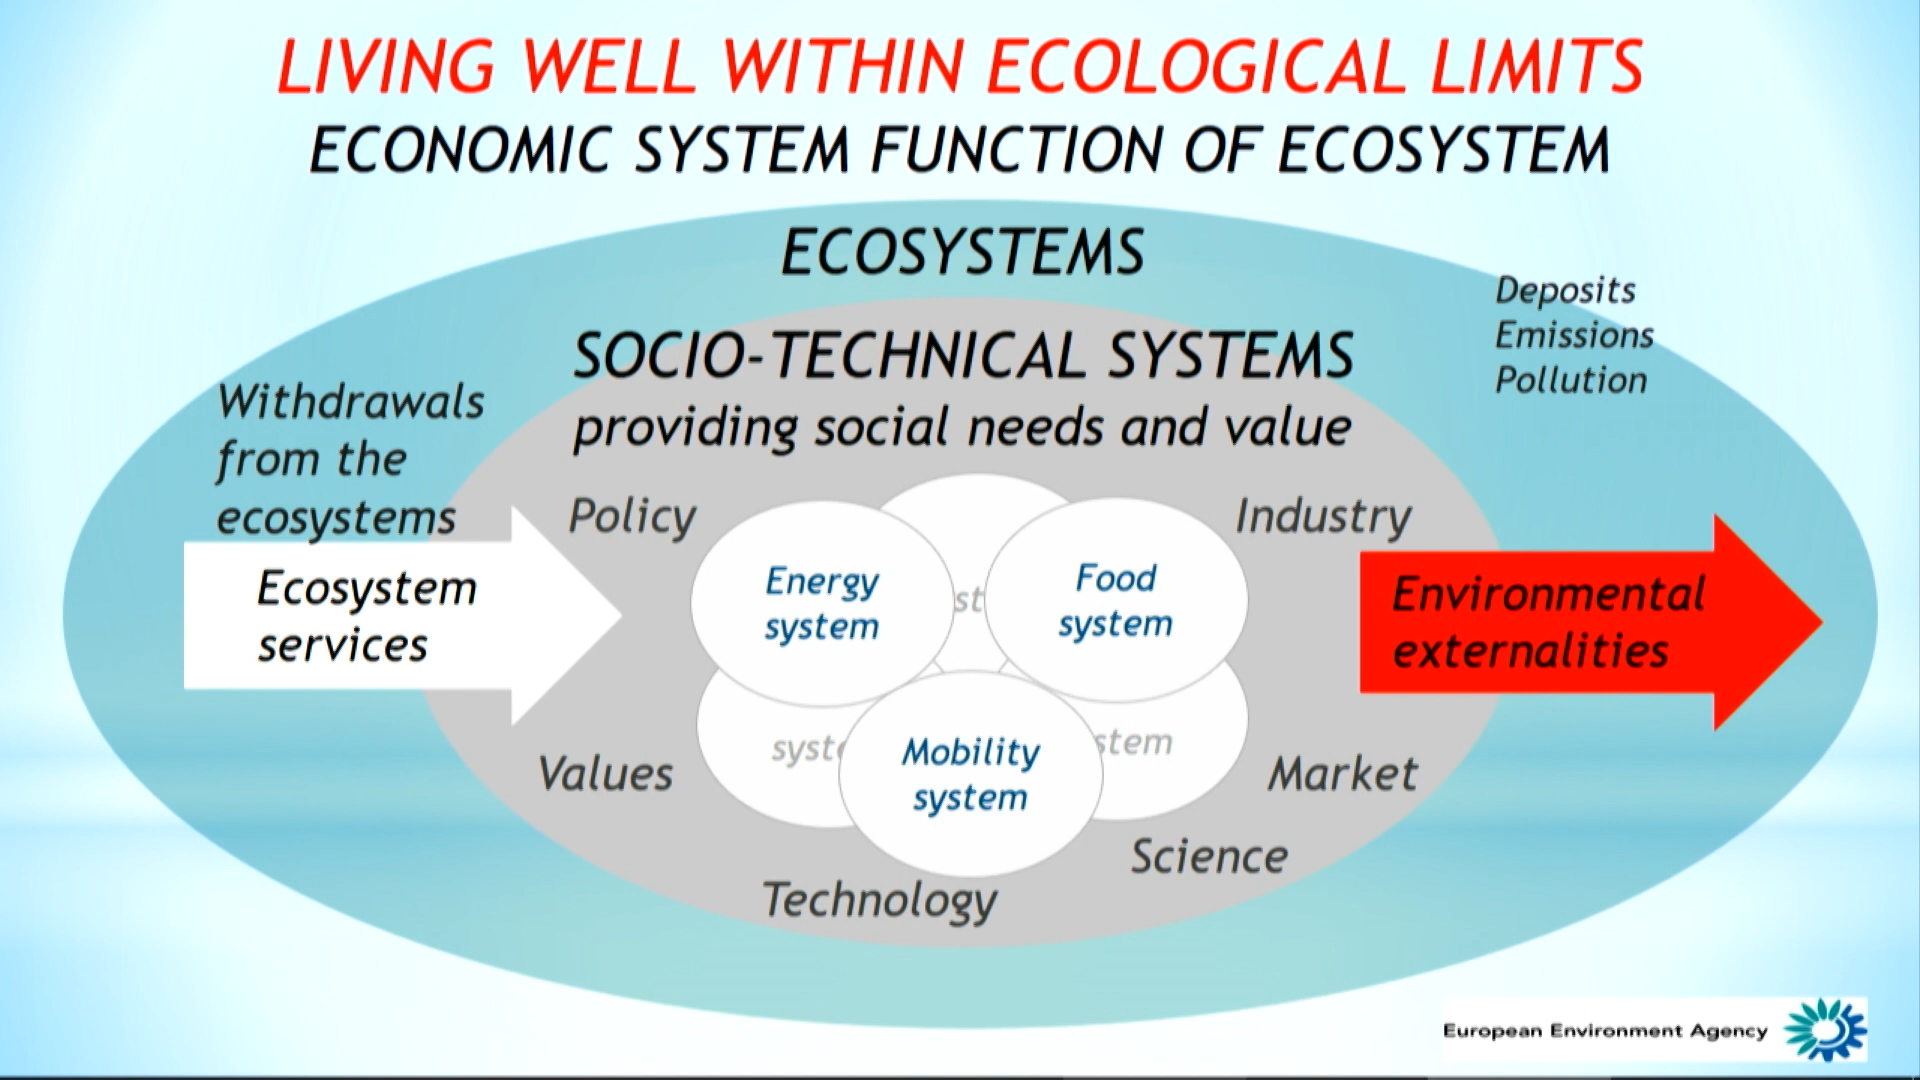 LIVING WELL WITHIN ECOLOGICAL LIMITS
ECONOMIC SYSTEM FUNCTION OF ECOSYSTEM
ECOSYSTEMS
Deposits
Emissions
Pollution
SOCIO-TECHNICAL SYSTEMS
providing social needs and value
Withdrawals
from the
ecosystems
Ecosystem
services
Policy
Industry
Energy
system
Food
system
Environmental
externalities
Mobility
system
Values
Market
Science
Technology
European Environment Agency